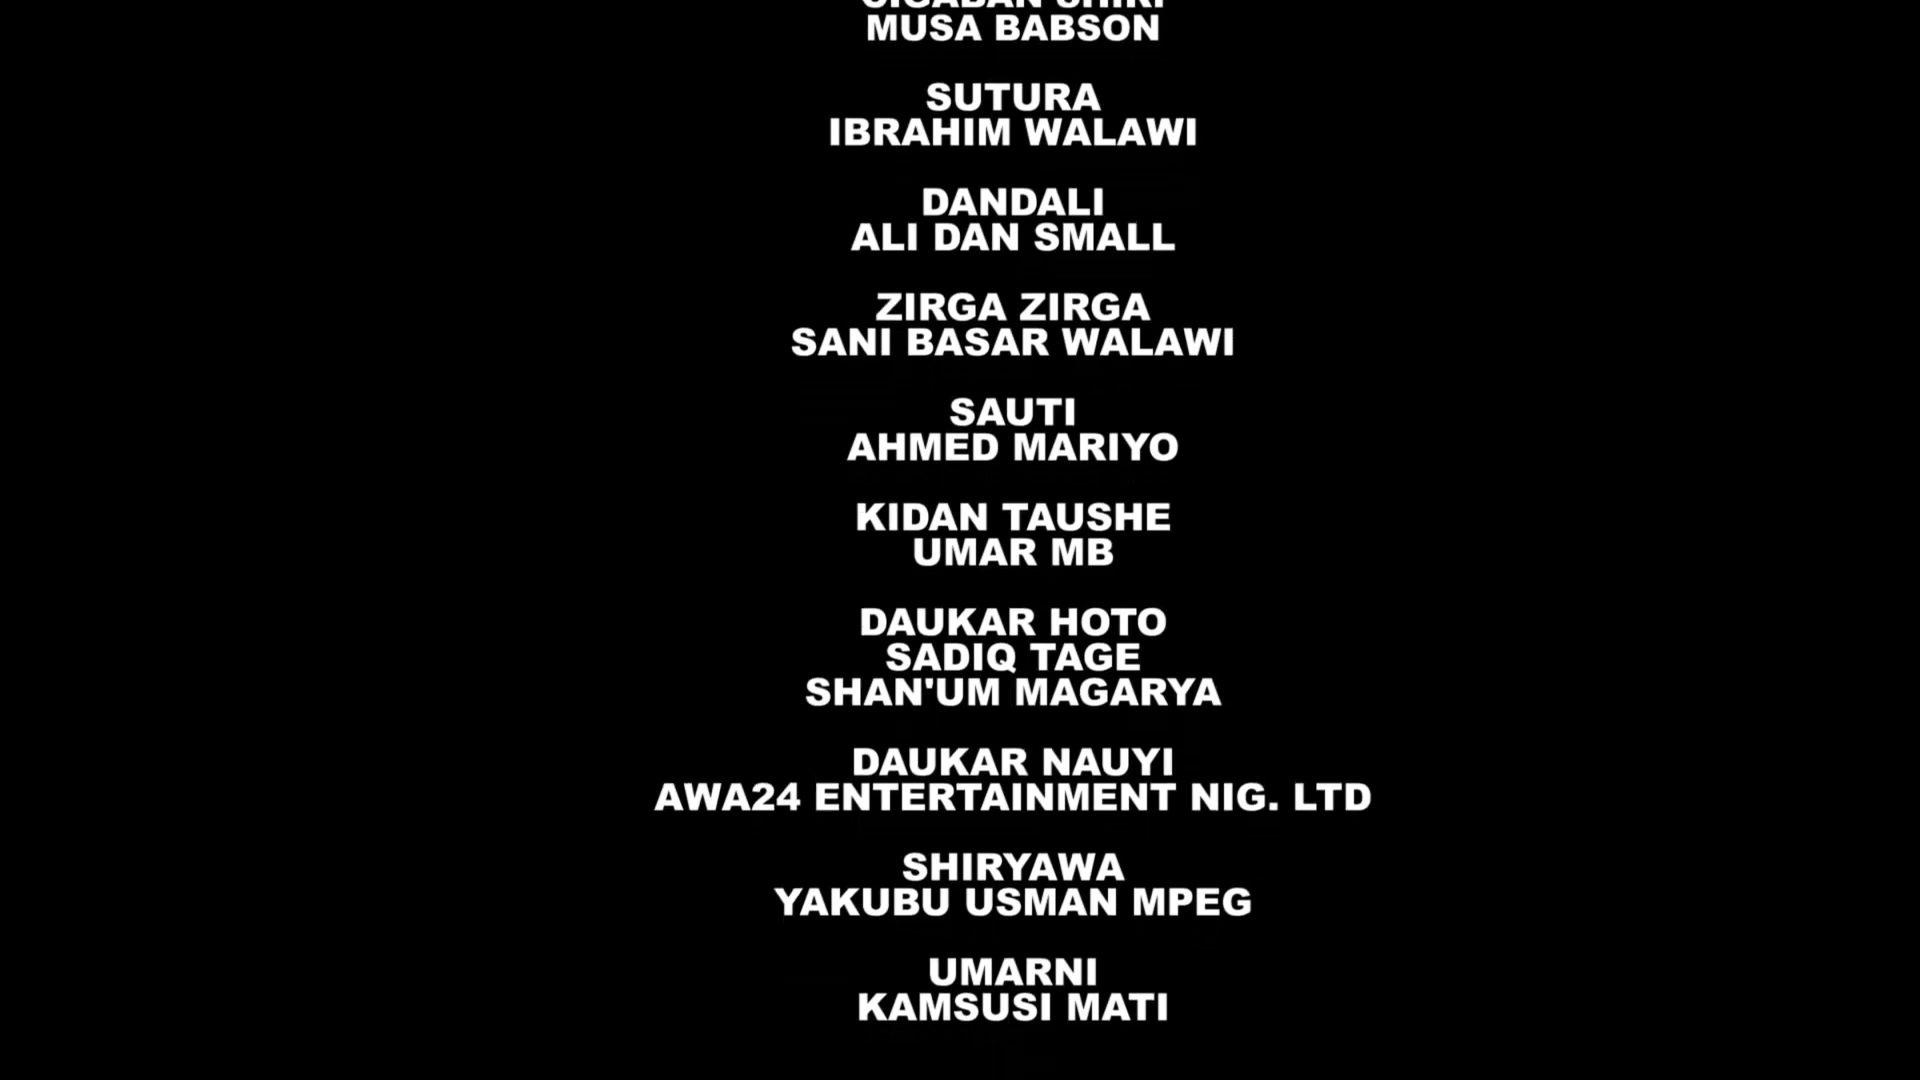 CIGABAN SHIRI
MUSA BABSON
SUTURA
IBRAHIM WALAWI
DANDALI
ALI DAN SMALL
ZIRGA ZIRGA
SANI BASAR WALAWI
SAUTI
AHMED MARIYO
KIDAN TAUSHE
UMAR MB
DAUKAR HOTO
SADIQ TAGE
SHAN'UM MAGARYA
DAUKAR NAUYI
AWA24 ENTERTAINMENT NIG. LTD
SHIRYAWA
YAKUBU USMAN MPEG
UMARNI
KAMSUSI MATI